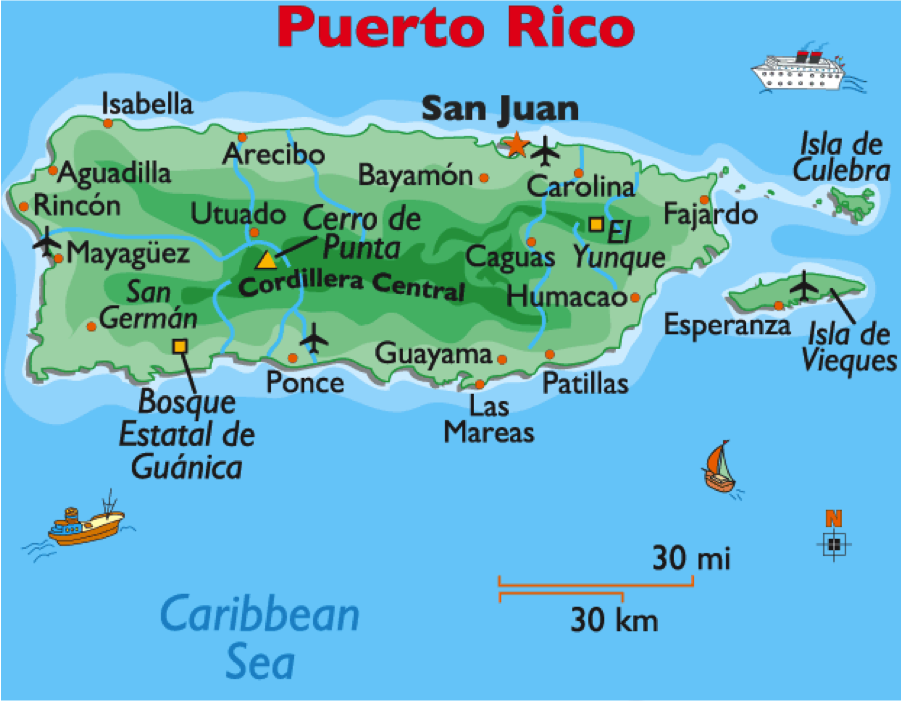 Puerto Rico
Isabella
San Juan
Isla de
Culebra
Arecibo
Aguadilla
Bayamón
Carolina
Rincón
Utuado
Cerro de
Punta
Fajardo
El
Yunque
Mayagüez
Caguas
San
Germán
Cordillera Central
Humacao
Esperanza
Isla de
Vieques
Guayama
Ponce
Patillas
Bosque
Estatal de
Guánica
Las
Mareas
N
30 mi
30 km
Caribbean
Sea